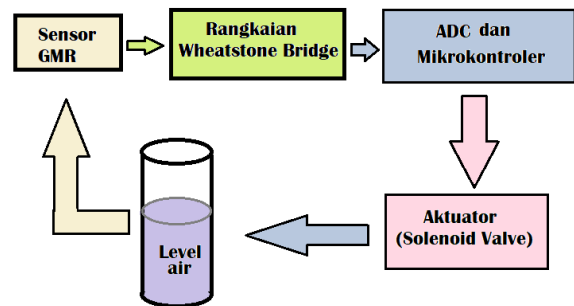 Sensor
GMR
Rangkaian
Wheatstone Bridge
ADC dan
Mikrokontroler
Aktuator
(Solenoid Valve)
Level
air